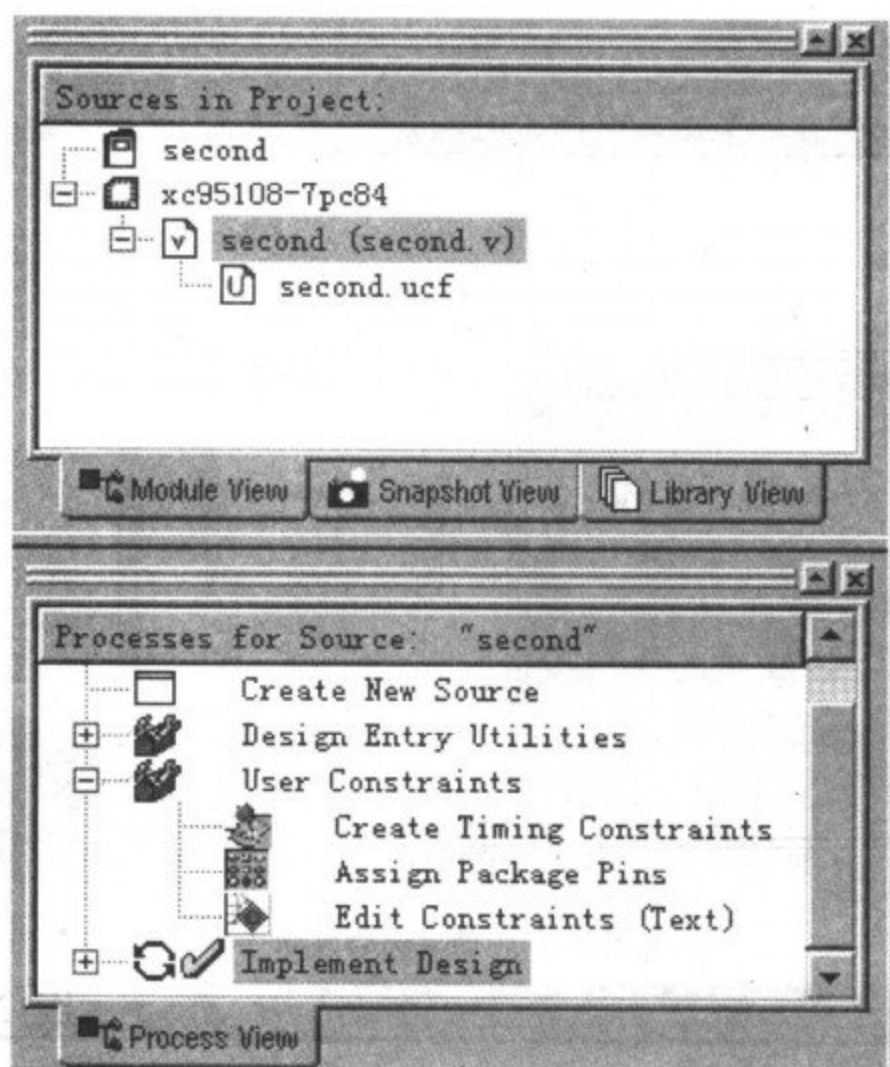 Sources in Project:
second
xc95108-7pc84
second (second.v)
second.ucf
Module View
Snapshot View
Library View
Processes for Source: "second"
Create New Source
Design Entry Utilities
User Constraints
Create Timing Constraints
Assign Package Pins
Edit Constraints (Text)
Implement Design
Process View